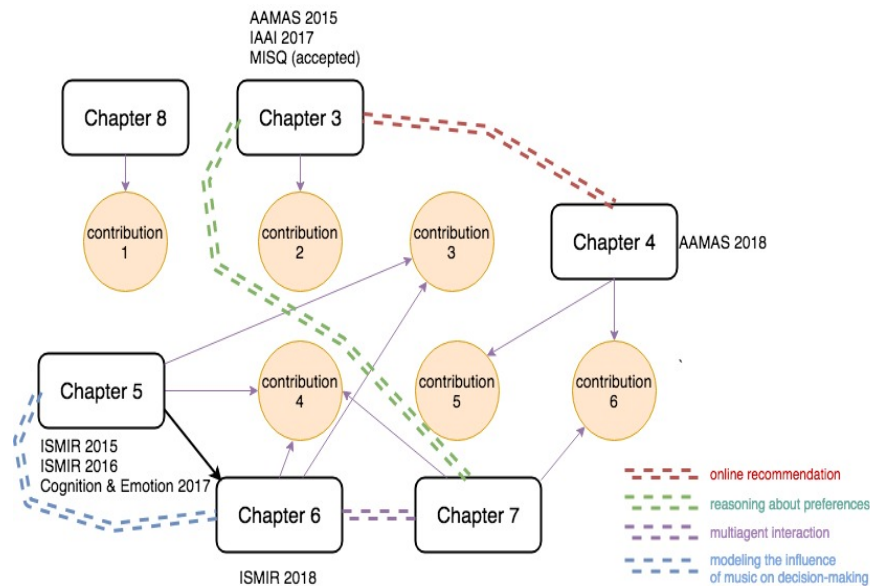 AAMAS 2015
IAAI 2017
MISQ (accepted)
Chapter 8
Chapter 3
contribution
1
contribution
2
contribution
3
Chapter 4
AAMAS 2018
Chapter 5
contribution
4
contribution
5
contribution
6
ISMIR 2015
ISMIR 2016
Cognition & Emotion 2017
Chapter 6
Chapter 7
ISMIR 2018
online recommendation
reasoning about preferences
multiagent interaction
modeling the influence
of music on decision-making